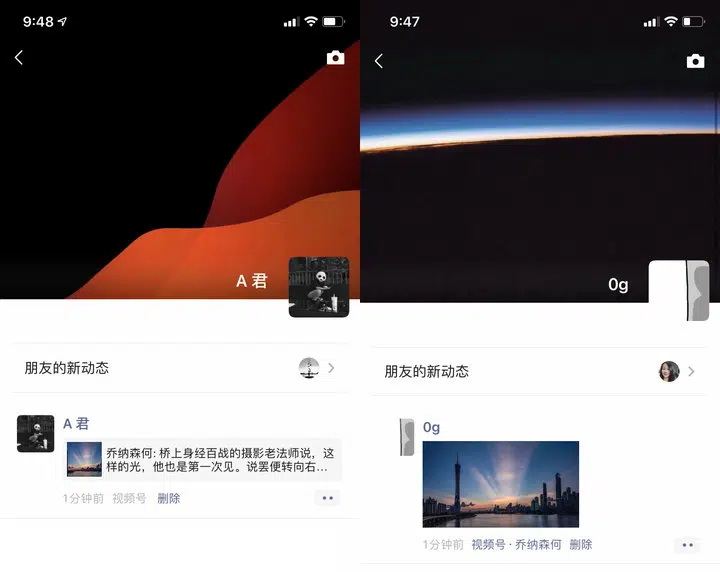 9:48
A 君
朋友的新动态
A 君
乔纳森何: 桥上身经百战的摄影老法师说，这
样的光，他也是第一次见。说罢便转向右...
1分钟前 视频号 删除
9:47
0g
朋友的新动态
0g
1分钟前 视频号 · 乔纳森何 删除